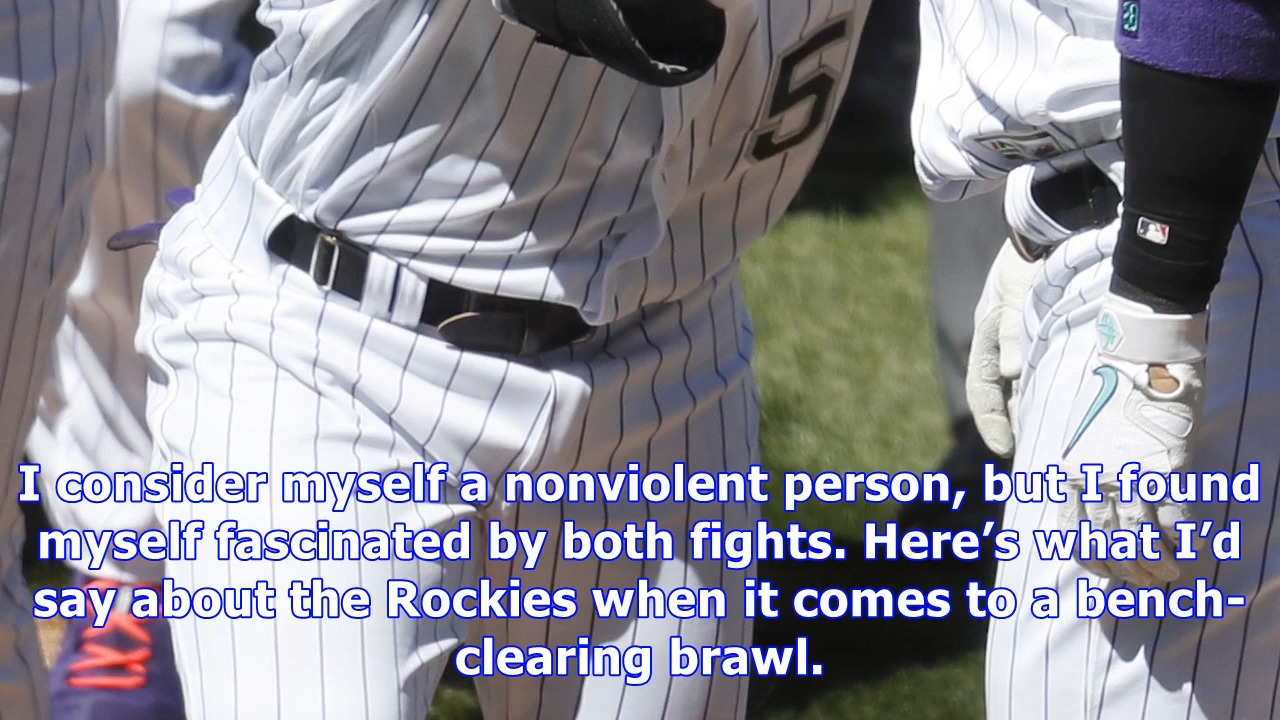 5
I consider myself a nonviolent person, but I found
myself fascinated by both fights. Here’s what I’d
say about the Rockies when it comes to a bench-
clearing brawl.